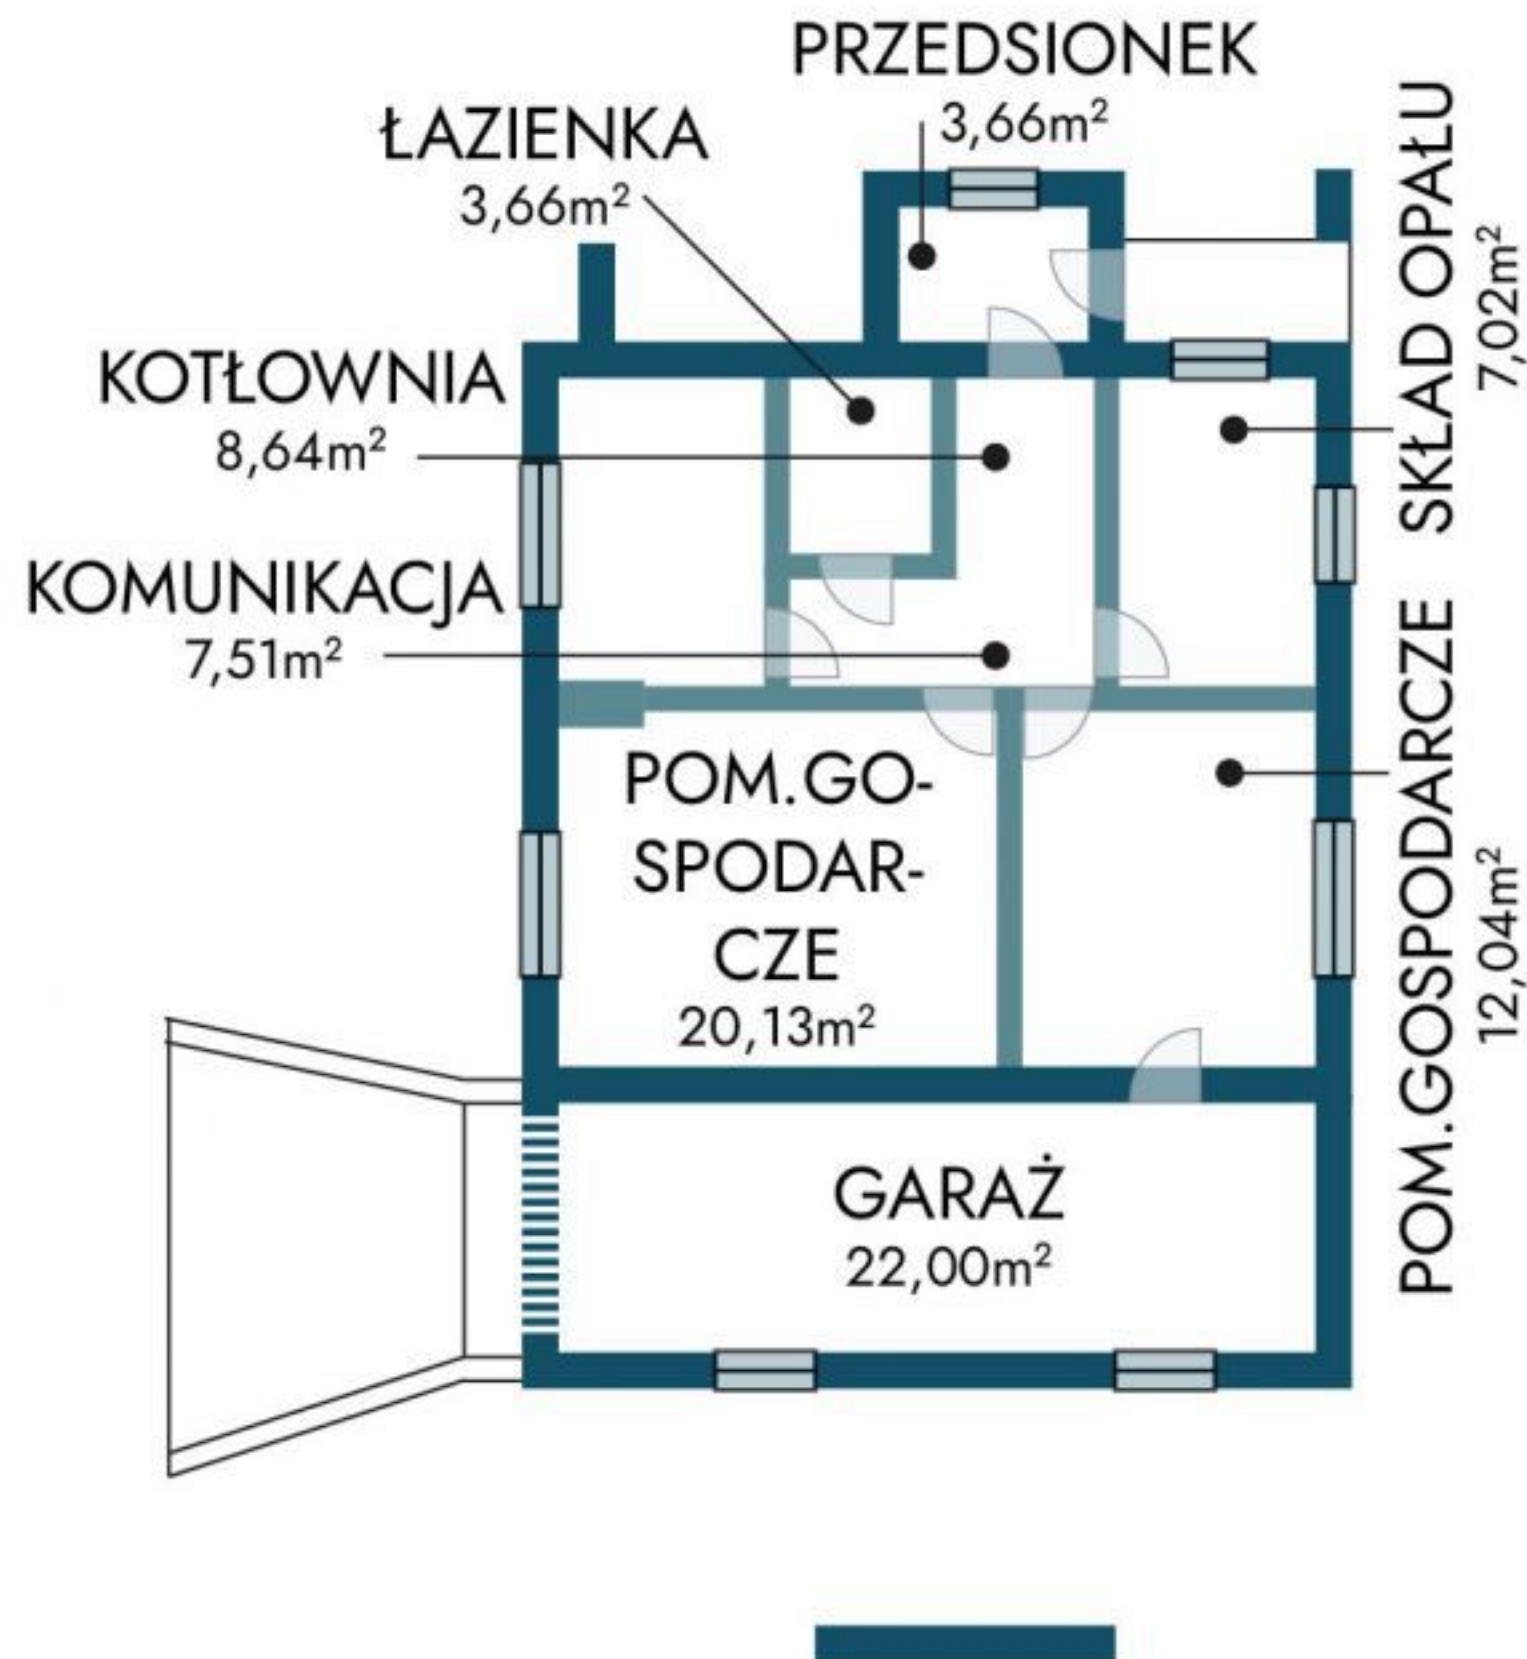 PRZEDSIONEK
3,66m²
ŁAZIENKA
3,66m²
KOTŁOWNIA
8,64m²
KOMUNIKACJA
7,51m²
SKŁAD OPAŁU
7,02m²
POM.GOSPODARCZE
12,04m²
POM.GO-
SPODAR-
CZE
20,13m²
GARAŻ
22,00m²